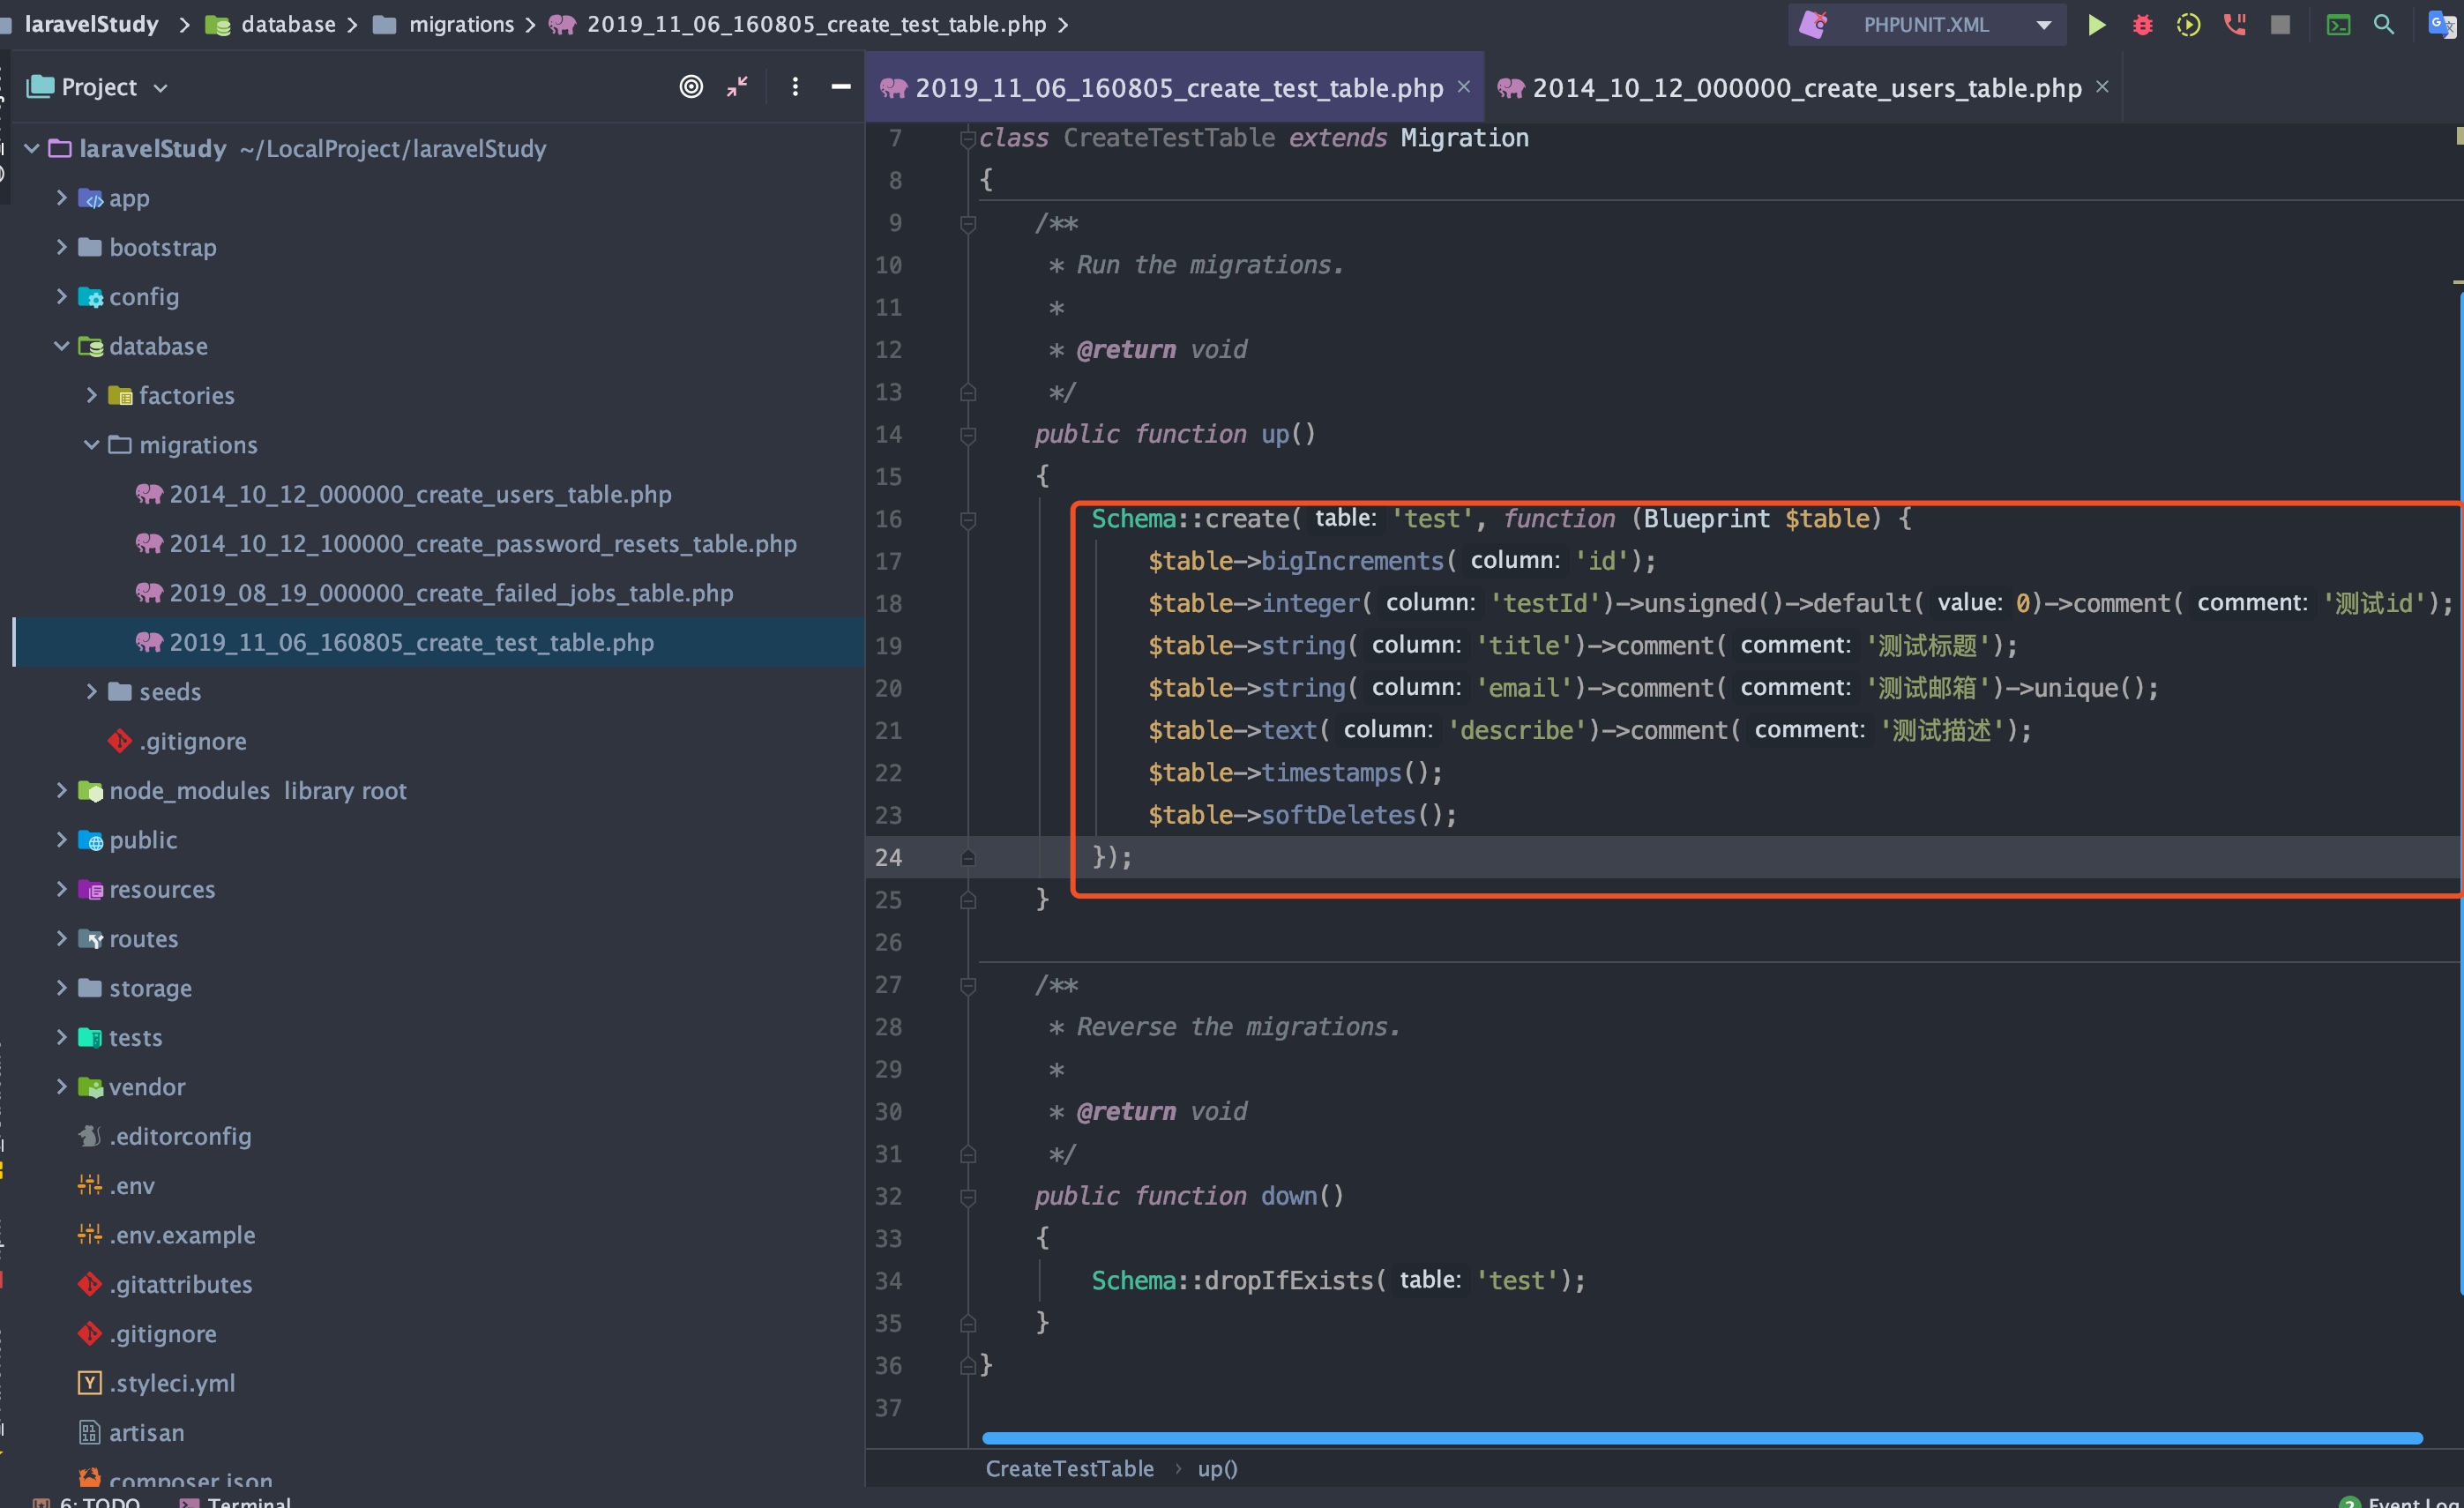 laravelStudy > database > migrations > 2019_11_06_160805_create_test_table.php >
PHPUNIT.XML
Project
2019_11_06_160805_create_test_table.php
2014_10_12_000000_create_users_table.php
laravelStudy ~/LocalProject/laravelStudy
app
bootstrap
config
database
factories
migrations
2014_10_12_000000_create_users_table.php
2014_10_12_100000_create_password_resets_table.php
2019_08_19_000000_create_failed_jobs_table.php
2019_11_06_160805_create_test_table.php
seeds
.gitignore
node_modules library root
public
resources
routes
storage
tests
vendor
.editorconfig
.env
.env.example
.gitattributes
.gitignore
.styleci.yml
artisan
composer.json
7 class CreateTestTable extends Migration
8 {
9 /**
10 * Run the migrations.
11 *
12 * @return void
13 */
14 public function up()
15 {
16 Schema::create( table: 'test', function (Blueprint $table) {
17 $table->bigIncrements( column: 'id');
18 $table->integer( column: 'testId')->unsigned()->default( value: 0)->comment( comment: '测试id');
19 $table->string( column: 'title')->comment( comment: '测试标题');
20 $table->string( column: 'email')->comment( comment: '测试邮箱')->unique();
21 $table->text( column: 'describe')->comment( comment: '测试描述');
22 $table->timestamps();
23 $table->softDeletes();
24 });
25 }
26
27 /**
28 * Reverse the migrations.
29 *
30 * @return void
31 */
32 public function down()
33 {
34 Schema::dropIfExists( table: 'test');
35 }
36 }
37
CreateTestTable > up()
6: TODO
Terminal
2 Event Log